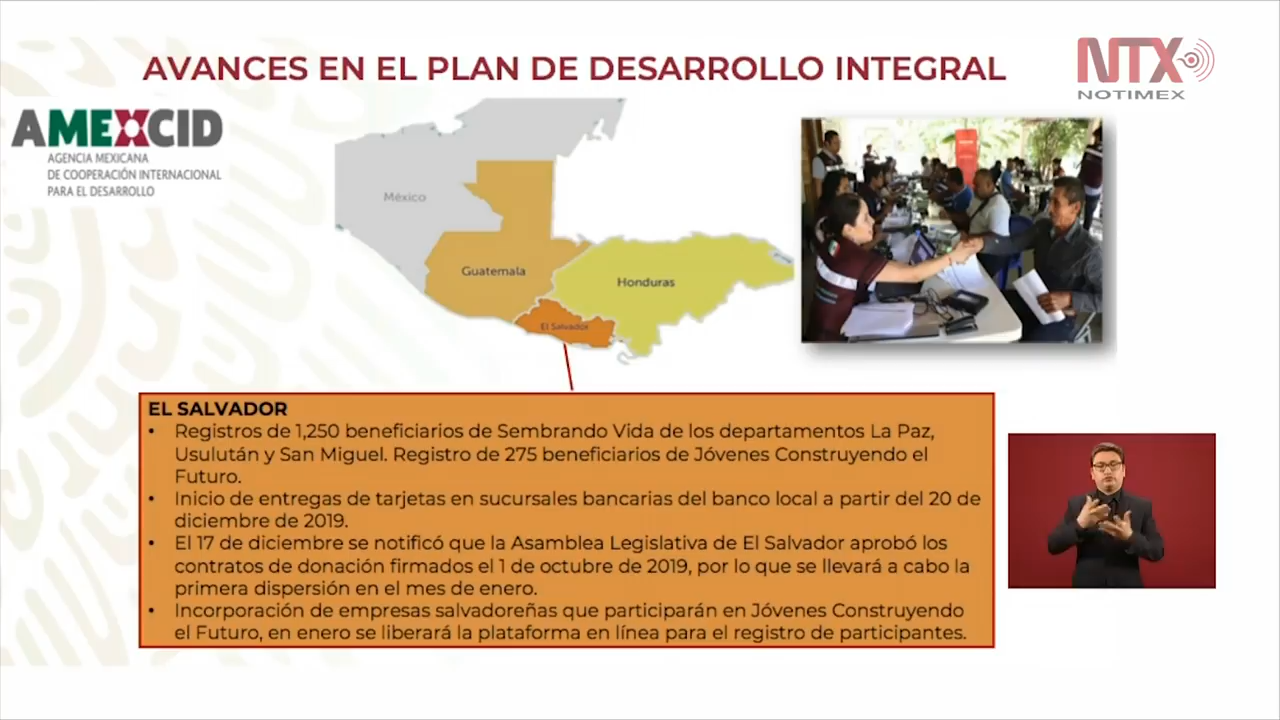 AVANCES EN EL PLAN DE DESARROLLO INTEGRAL
NTX
NOTIMEX
AMEXCID
AGENCIA MEXICANA
DE COOPERACIÓN INTERNACIONAL
PARA EL DESARROLLO
México
Guatemala
Honduras
El Salvador
EL SALVADOR
• Registros de 1,250 beneficiarios de Sembrando Vida de los departamentos La Paz,
Usulután y San Miguel. Registro de 275 beneficiarios de Jóvenes Construyendo el
Futuro.
• Inicio de entregas de tarjetas en sucursales bancarias del banco local a partir del 20 de
diciembre de 2019.
• El 17 de diciembre se notificó que la Asamblea Legislativa de El Salvador aprobó los
contratos de donación firmados el 1 de octubre de 2019, por lo que se llevará a cabo la
primera dispersión en el mes de enero.
• Incorporación de empresas salvadoreñas que participarán en Jóvenes Construyendo
el Futuro, en enero se liberará la plataforma en línea para el registro de participantes.